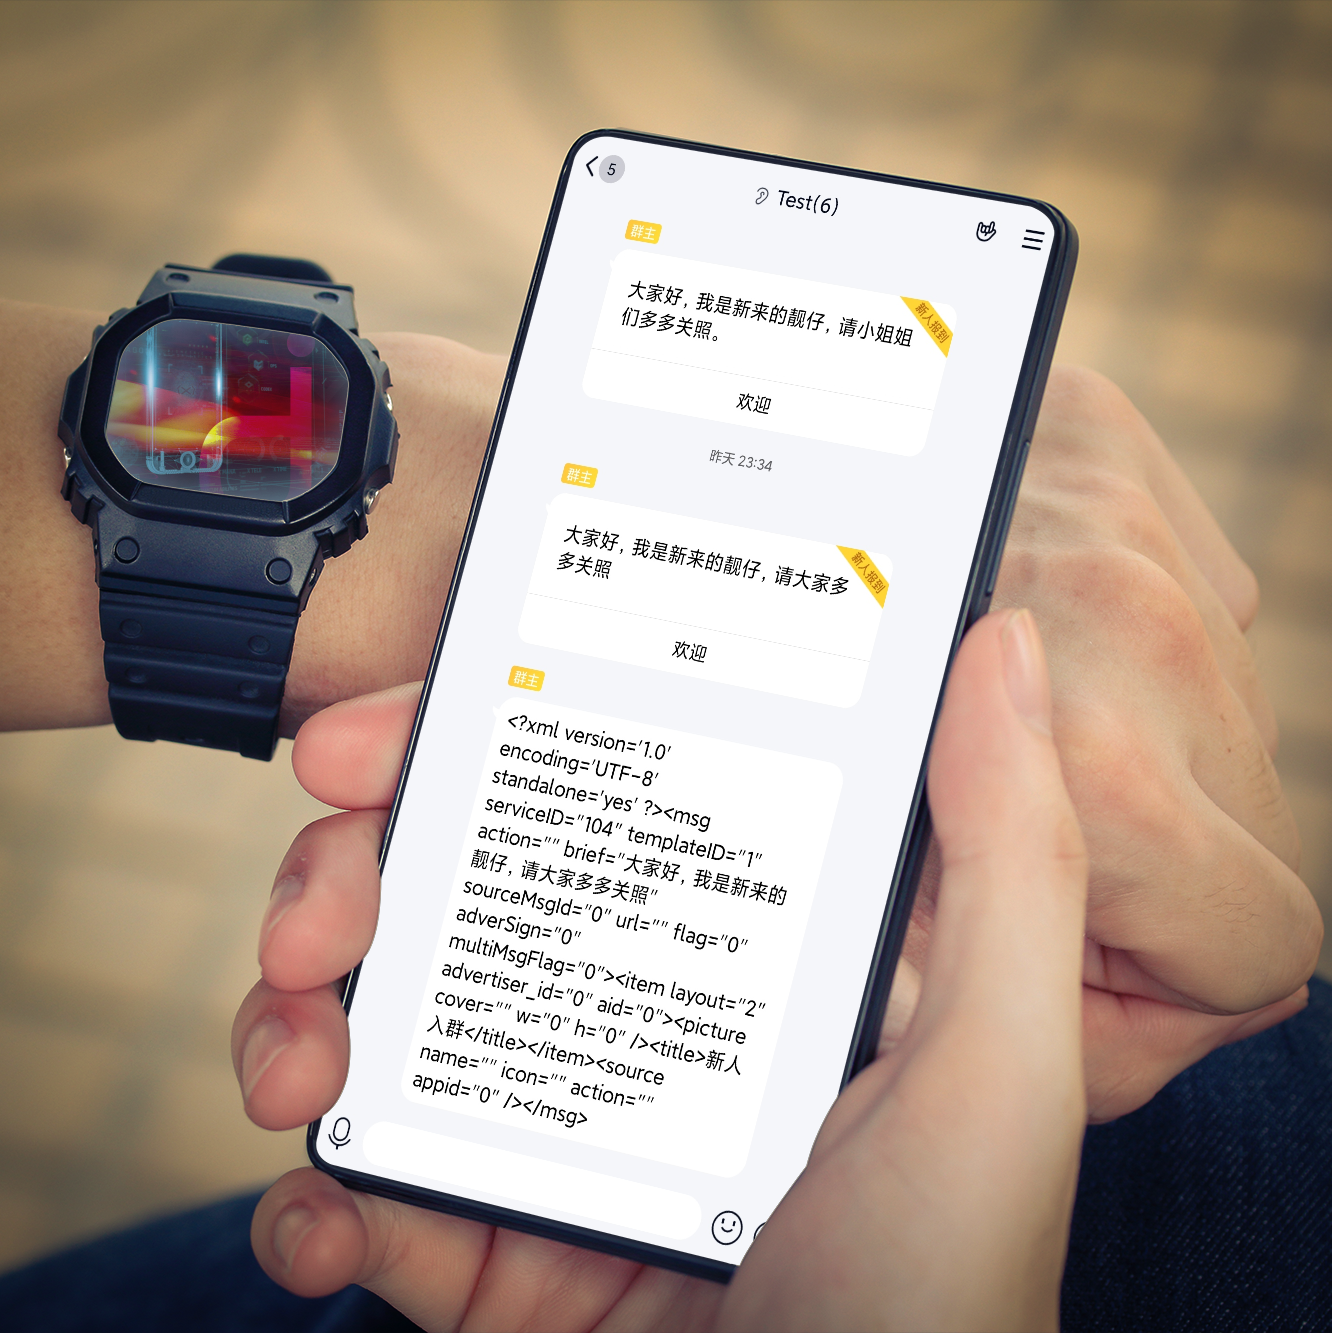 5
Test(6)
群主
大家好，我是新来的靓仔，请小姐姐
们多多关照。
新人报到
欢迎
昨天 23:34
群主
大家好，我是新来的靓仔，请大家多
多关照
新人报到
欢迎
群主
<?xml version='1.0'
encoding='UTF-8'
standalone='yes' ?><msg
serviceID="104" templateID="1"
action="" brief="大家好，我是新来的
靓仔，请大家多多关照"
sourceMsgId="0" url="" flag="0"
adverSign="0"
multiMsgFlag="0"><item layout="2"
advertiser_id="0" aid="0"><picture
cover="" w="0" h="0" /><title>新人
入群</title></item><source
name="" icon="" action=""
appid="0" /></msg>